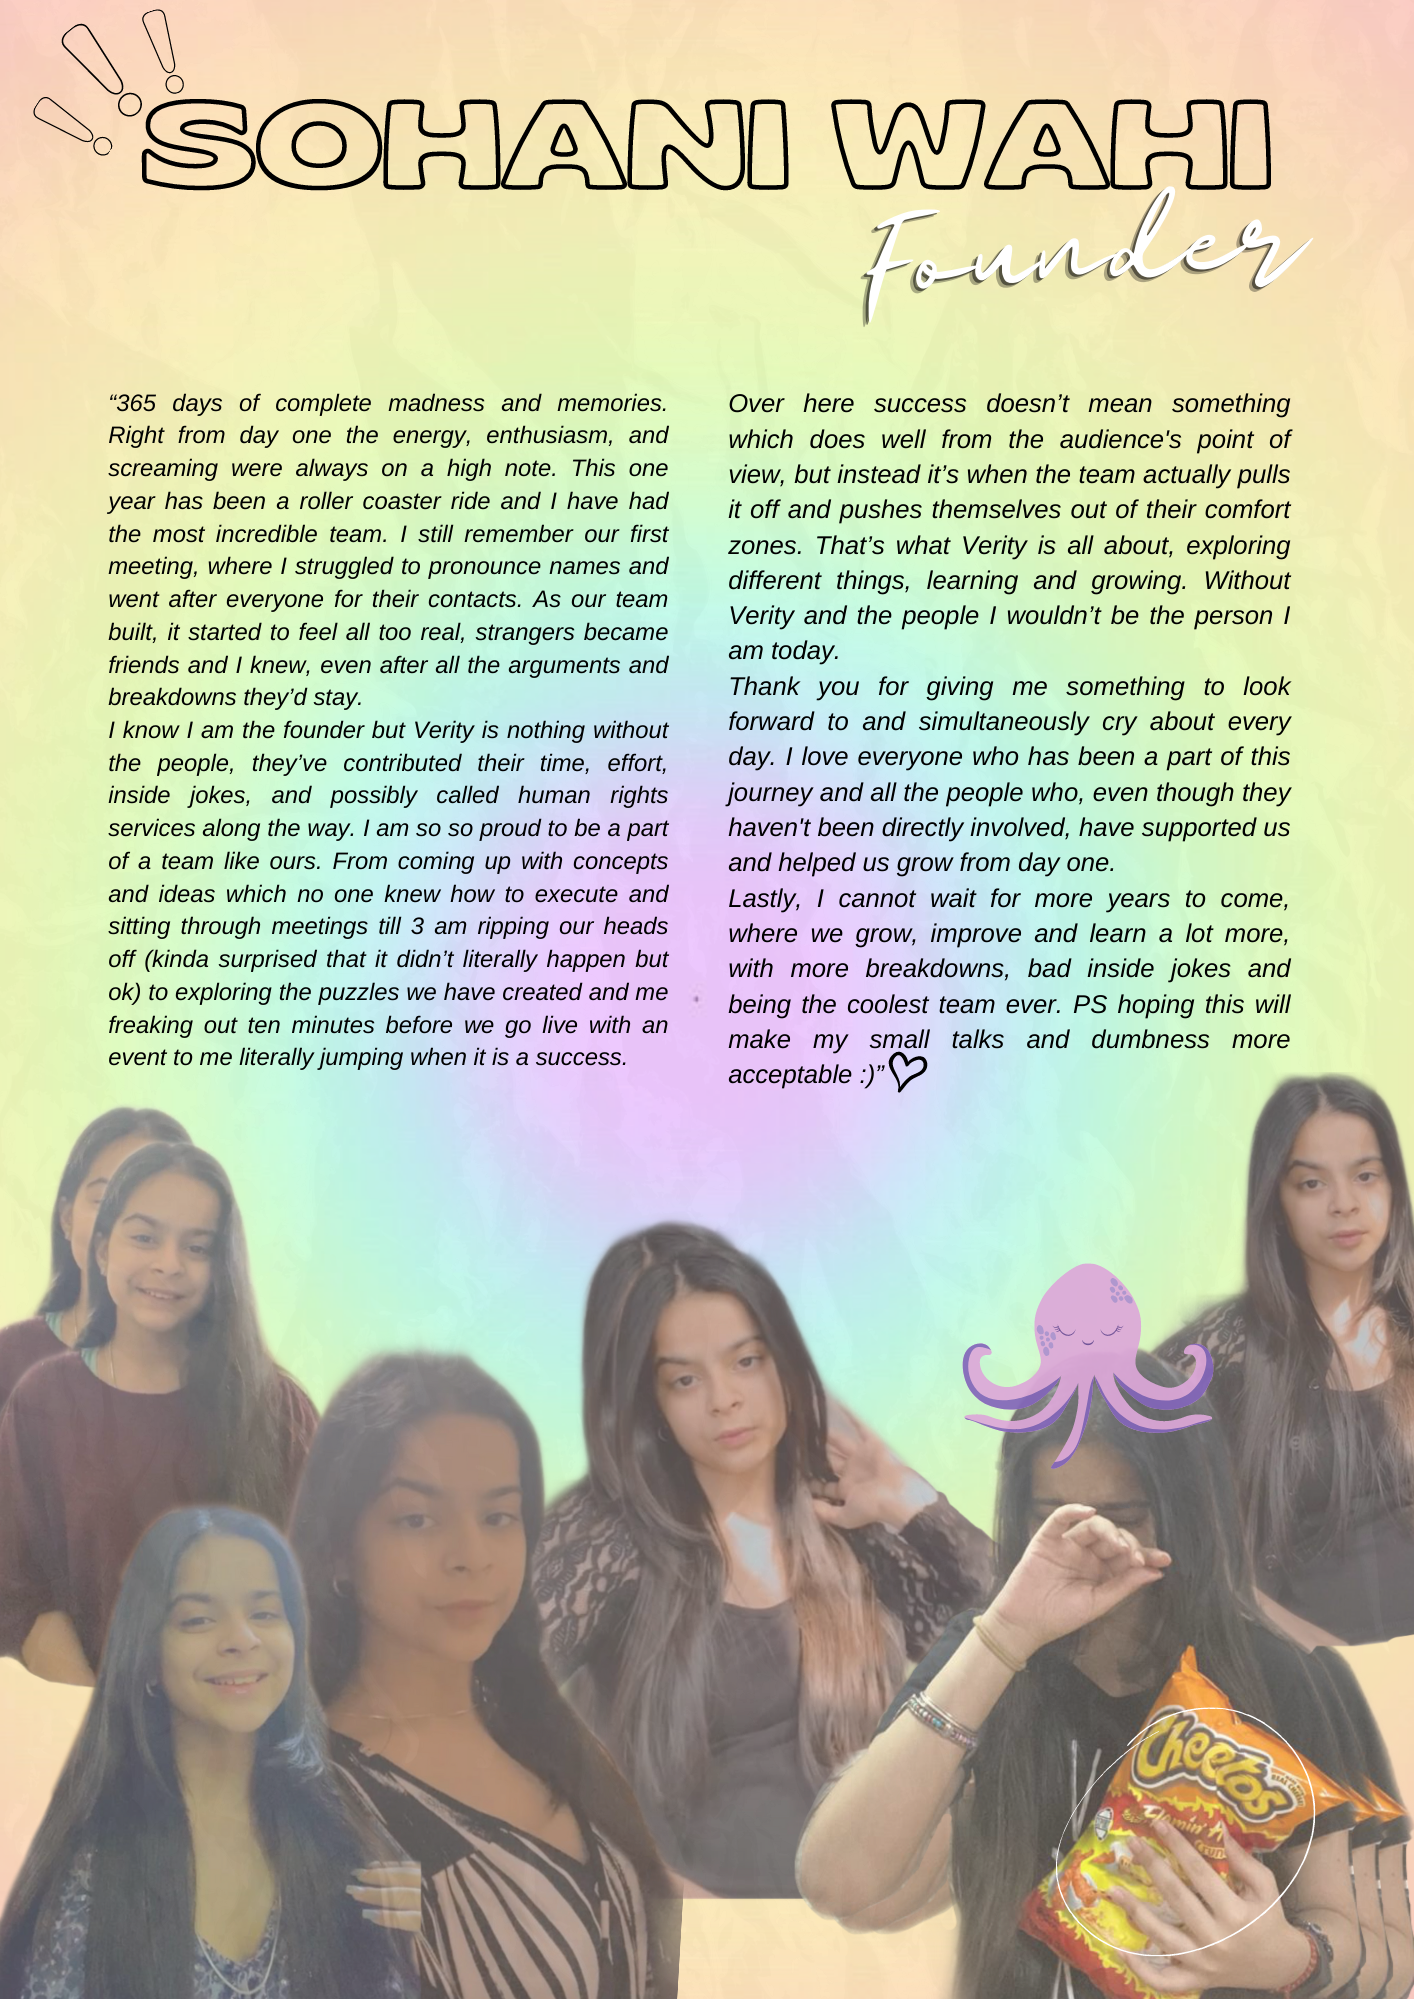 SOHANI WAHI
Founder
“365 days of complete madness and memories.
Right from day one the energy, enthusiasm, and
screaming were always on a high note. This one
year has been a roller coaster ride and I have had
the most incredible team. I still remember our first
meeting, where I struggled to pronounce names and
went after everyone for their contacts. As our team
built, it started to feel all too real, strangers became
friends and I knew, even after all the arguments and
breakdowns they’d stay.
I know I am the founder but Verity is nothing without
the people, they’ve contributed their time, effort,
inside jokes, and possibly called human rights
services along the way. I am so so proud to be a part
of a team like ours. From coming up with concepts
and ideas which no one knew how to execute and
sitting through meetings till 3 am ripping our heads
off (kinda surprised that it didn’t literally happen but
ok) to exploring the puzzles we have created and me
freaking out ten minutes before we go live with an
event to me literally jumping when it is a success.
Over here success doesn’t mean something
which does well from the audience's point of
view, but instead it’s when the team actually pulls
it off and pushes themselves out of their comfort
zones. That’s what Verity is all about, exploring
different things, learning and growing. Without
Verity and the people I wouldn’t be the person I
am today.
Thank you for giving me something to look
forward to and simultaneously cry about every
day. I love everyone who has been a part of this
journey and all the people who, even though they
haven't been directly involved, have supported us
and helped us grow from day one.
Lastly, I cannot wait for more years to come,
where we grow, improve and learn a lot more,
with more breakdowns, bad inside jokes and
being the coolest team ever. PS hoping this will
make my small talks and dumbness more
acceptable :)”
Cheetos
Flamin'